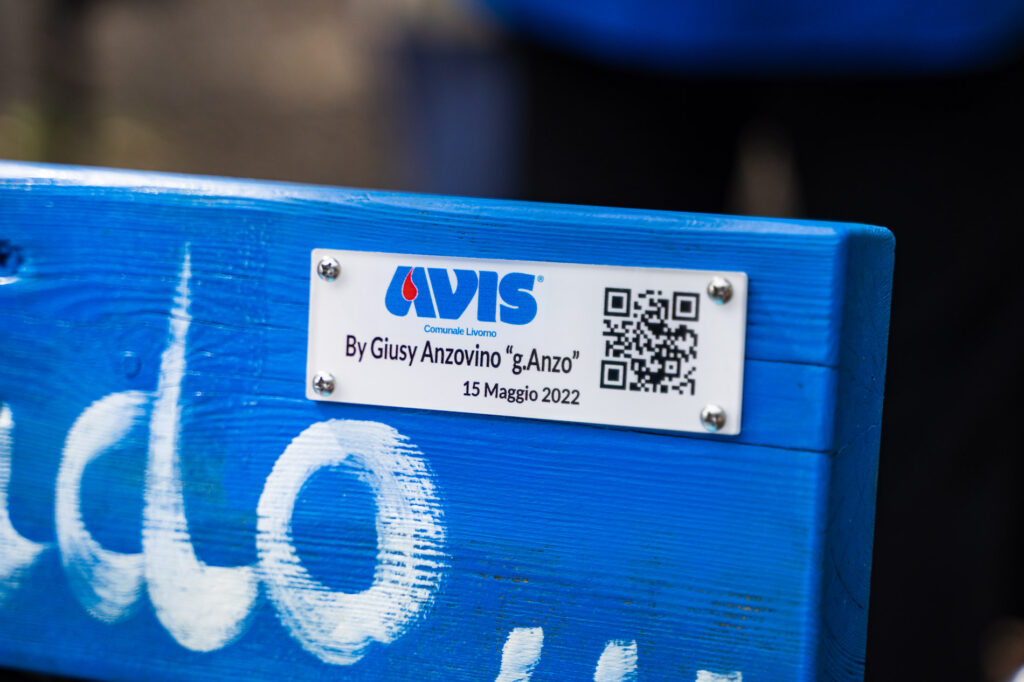 AVIS®
Comunale Livorno
By Giusy Anzovino “g.Anzo”
15 Maggio 2022